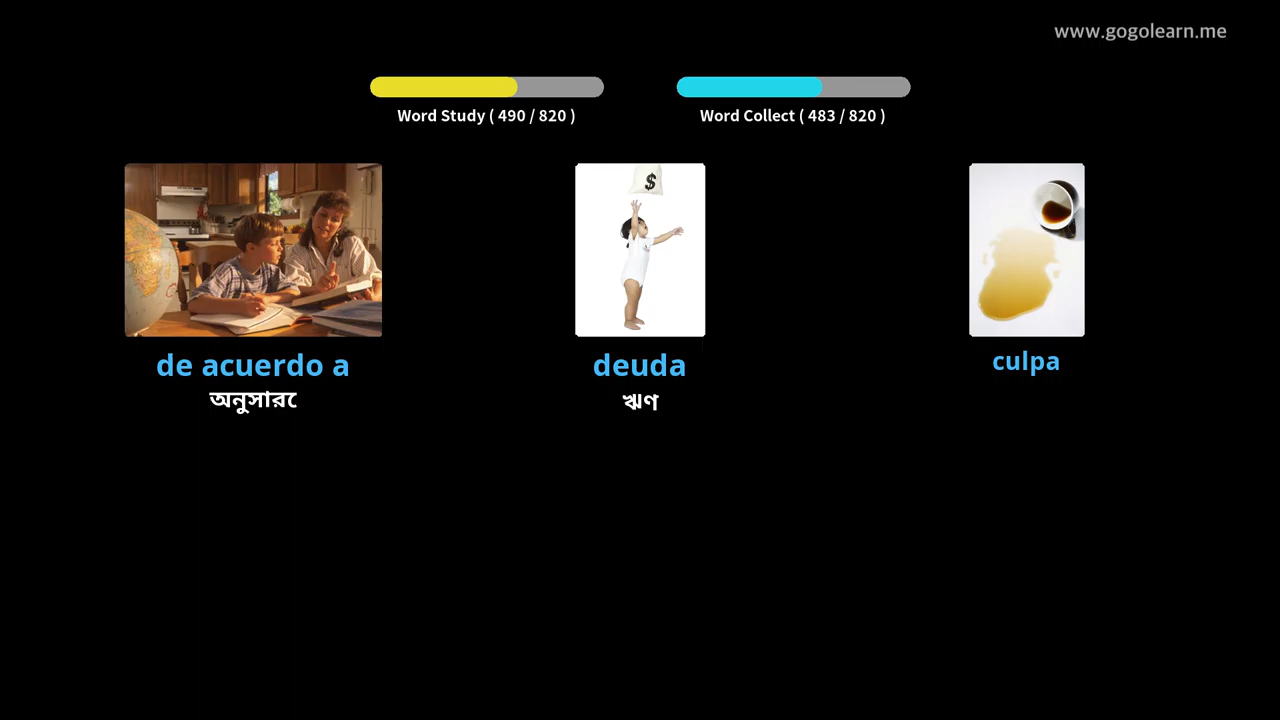 www.gogolearn.me
Word Study ( 490 / 820 )
Word Collect ( 483 / 820 )
$
de acuerdo a
অনুসারে
deuda
ঋণ
culpa